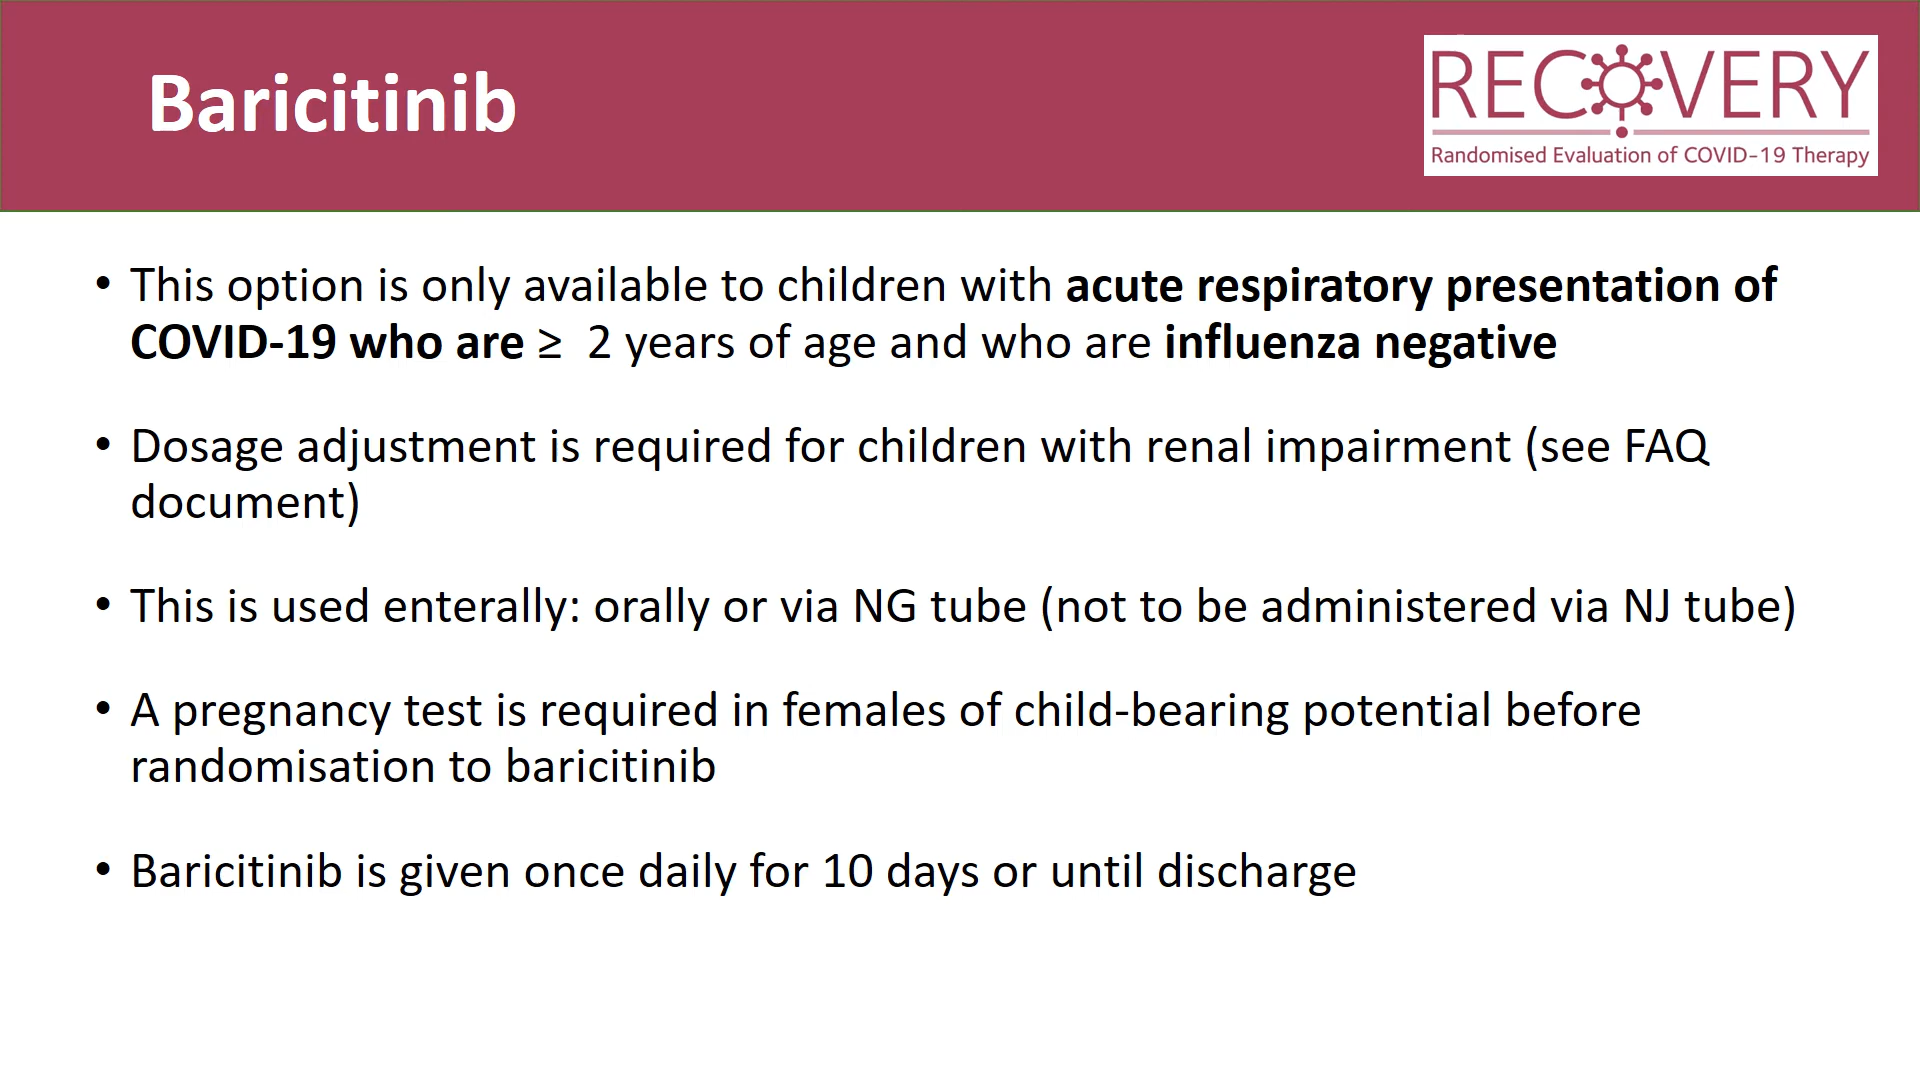 Baricitinib
RECOVERY
Randomised Evaluation of COVID-19 Therapy
• This option is only available to children with acute respiratory presentation of
COVID-19 who are ≥  2 years of age and who are influenza negative
• Dosage adjustment is required for children with renal impairment (see FAQ
document)
• This is used enterally: orally or via NG tube (not to be administered via NJ tube)
• A pregnancy test is required in females of child-bearing potential before
randomisation to baricitinib
• Baricitinib is given once daily for 10 days or until discharge